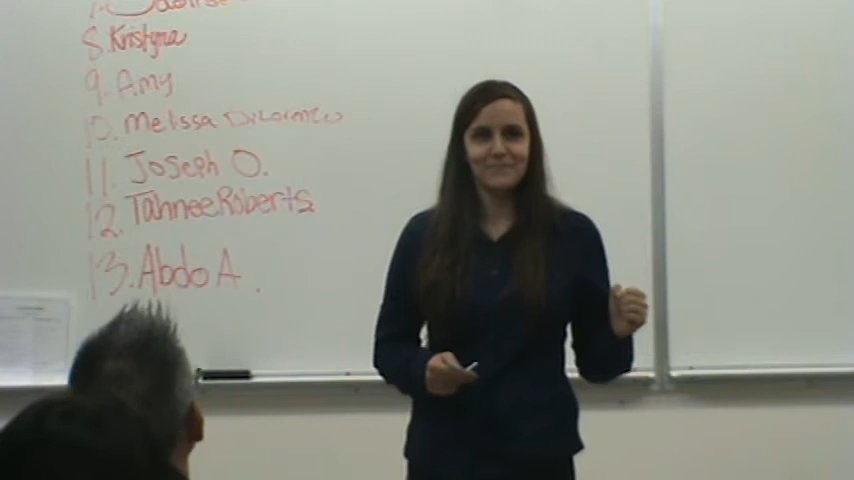 8. Kristyna
9. Amy
10. Melissa DiLorenzo
11. Joseph O.
12. Tahnee Roberts
13. Abdo A.